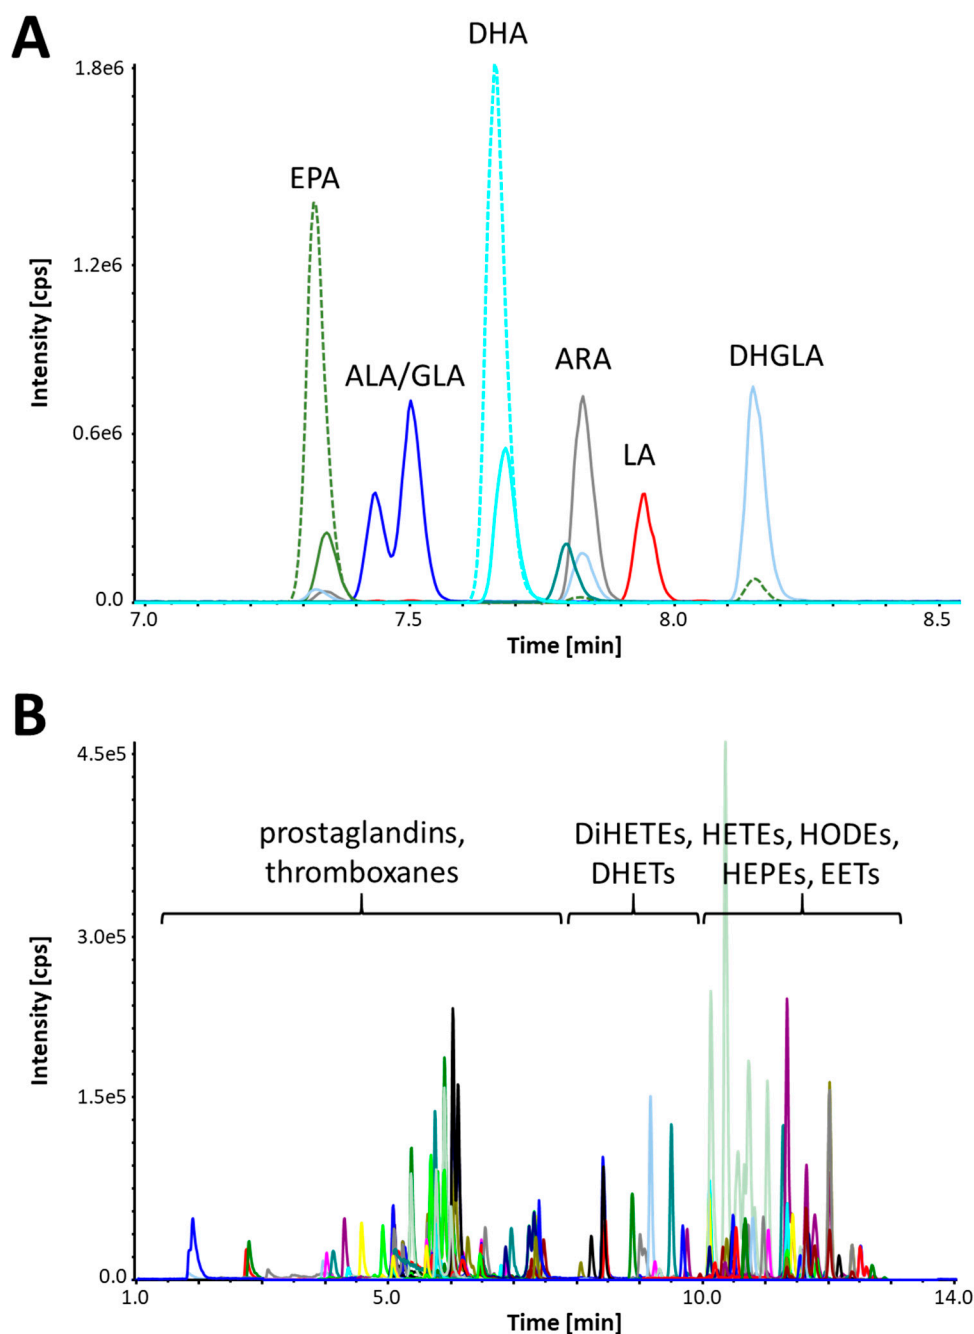 A
DHA
1.8e6
EPA
1.2e6
ALA/GLA
ARA
DHGLA
0.6e6
LA
0.0
7.0 7.5 8.0 8.5
Intensity [cps]
Time [min]
B
4.5e5
prostaglandins,
thromboxanes
DiHETEs,
DHETs
HETEs, HODEs,
HEPEs, EETs
3.0e5
1.5e5
0.0
1.0 5.0 10.0 14.0
Intensity [cps]
Time [min]